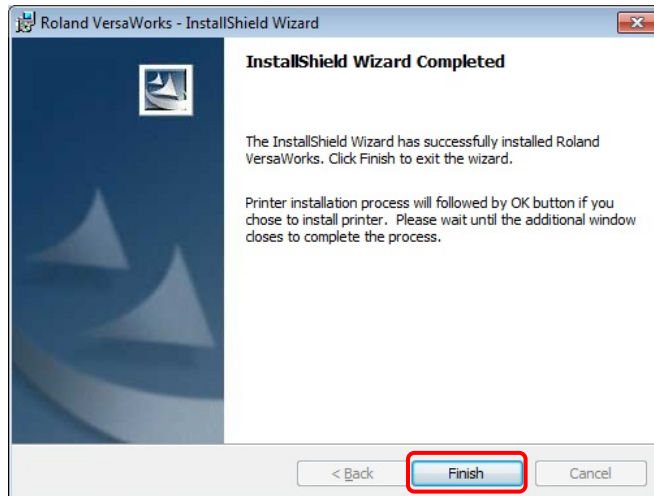 Roland VersaWorks - InstallShield Wizard
InstallShield Wizard Completed
The InstallShield Wizard has successfully installed Roland
VersaWorks. Click Finish to exit the wizard.
Printer installation process will followed by OK button if you
chose to install printer.  Please wait until the additional window
closes to complete the process.
< Back
Finish
Cancel